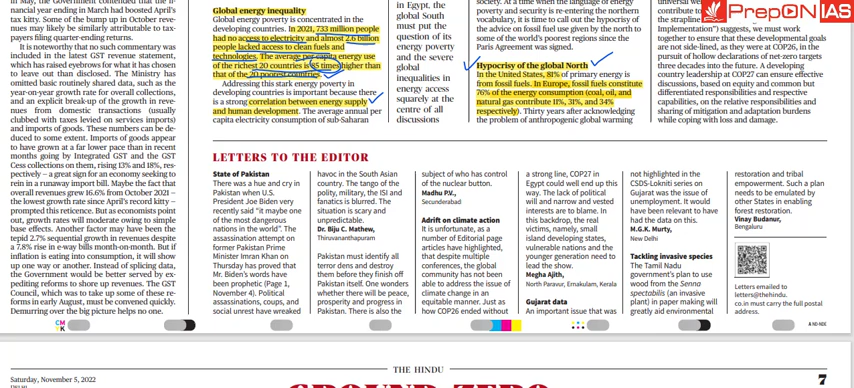 in May, the Government contended that the fi-
nancial year ending in March had boosted April's
tax kitty. Some of the bump up in October reve-
nues may likely be similarly attributable to tax-
payers filing quarter-ending returns.
It is noteworthy that no such commentary was
included in the latest GST revenue statement,
which has raised eyebrows for what it has chosen
to leave out than disclosed. The Ministry has
omitted basic routinely shared data, such as the
year-on-year growth rate for overall collections,
and an explicit break-up of the growth in reve-
nues from domestic transactions (usually
clubbed with taxes levied on services imports)
and imports of goods. These numbers can be de-
duced to some extent. Imports of goods appear
to have grown at a far lower pace than in recent
months going by Integrated GST and the GST
Cess collections on them, rising 13% and 18%, res-
pectively – a great sign for an economy seeking to
rein in a runaway import bill. Maybe the fact that
overall revenues grew 16.6% from October 2021 –
the lowest growth rate since April's record kitty –
prompted this reticence. But as economists point
out, growth rates will moderate owing to simple
base effects. Another factor may have been the
tepid 2.7% sequential growth in revenues despite
a 7.8% rise in e-way bills month-on-month. But if
inflation is eating into consumption, it will show
up one way or another. Instead of splicing data,
the Government would be better served by ex-
pediting reforms to shore up revenues. The GST
Council, which was to take up some of these re-
forms in early August, must be convened quickly.
Demurring over the big picture helps no one.
Global energy inequality
Global energy poverty is concentrated in the
developing countries. In 2021, 733 million people
had no access to electricity and almost 2.6 billion
people lacked access to clean fuels and
technologies. The average per capita energy use
of the richest 20 countries is 85 times higher than
that of the 20 poorest countries.
Addressing this stark energy poverty in
developing countries is important because there
is a strong correlation between energy supply
and human development. The average annual per
capita electricity consumption of sub-Saharan
in Egypt, the
global South
must put the
question of its
energy poverty
and the severe
global
inequalities in
energy access
squarely at the
centre of all
discussions
society. At a time when the language of energy
poverty and security is re-entering the northern
vocabulary, it is time to call out the hypocrisy of
the advice on fossil fuel use given by the north to
some of the world's poorest regions since the
Paris Agreement was signed.
Hypocrisy of the global North
In the United States, 81% of primary energy is
from fossil fuels. In Europe, fossil fuels constitute
76% of the energy consumption (coal, oil, and
natural gas contribute 11%, 31%, and 34%
respectively). Thirty years after acknowledging
the problem of anthropogenic global warming
universal
contribute to
the strapline
Implementation") suggests, we must work
together to ensure that these developmental goals
are not side-lined, as they were at COP26, in the
pursuit of hollow declarations of net-zero targets
three decades into the future. A developing
country leadership at COP27 can ensure effective
discussions, based on equity and common but
differentiated responsibilities and respective
capabilities, on the relative responsibilities and
sharing of mitigation and adaptation burdens
while coping with loss and damage.
PrepON IAS
LETTERS TO THE EDITOR
State of Pakistan
There was a hue and cry in
Pakistan when U.S.
President Joe Biden very
recently said "it maybe one
of the most dangerous
nations in the world". The
assassination attempt on
former Pakistan Prime
Minister Imran Khan on
Thursday has proved that
Mr. Biden's words have
been prophetic (Page 1,
November 4). Political
assassinations, coups, and
social unrest have wreaked
havoc in the South Asian
country. The tango of the
polity, military, the ISI and
fanatics is blurred. The
situation is scary and
unpredictable.
Dr. Biju C. Mathew,
Thiruvananthapuram
Pakistan must identify all
terror dens and destroy
them before they finish off
Pakistan itself. One wonders
whether there will be peace,
prosperity and progress in
Pakistan. There is also the
subject of who has control
of the nuclear button.
Madhu P.V.,
Secunderabad
Adrift on climate action
It is unfortunate, as a
number of Editorial page
articles have highlighted,
that despite multiple
conferences, the global
community has not been
able to address the issue of
climate change in an
equitable manner. Just as
how COP26 ended without
a strong line, COP27 in
Egypt could well end up this
way. The lack of political
will and narrow and vested
interests are to blame. In
this backdrop, the real
victims, namely, small
island developing states,
vulnerable nations and the
younger generation need to
lead the show.
Megha Ajith,
North Paravur, Ernakulam, Kerala
Gujarat data
An important issue that was
not highlighted in the
CSDS-Lokniti series on
Gujarat was the issue of
unemployment. It would
have been relevant to have
had the data on this.
M.G.K. Murty,
New Delhi
Tackling invasive species
The Tamil Nadu
government's plan to use
wood from the Senna
spectabilis (an invasive
plant) in paper making will
greatly aid environmental
restoration and tribal
empowerment. Such a plan
needs to be emulated by
other States in enabling
forest restoration.
Vinay Budanur,
Bengaluru
Letters emailed to
letters@thehindu.
co.in must carry the full postal
address.
CM
YK
A ND-NDE
THE HINDU
Saturday, November 5, 2022
7
GROUND ZERO